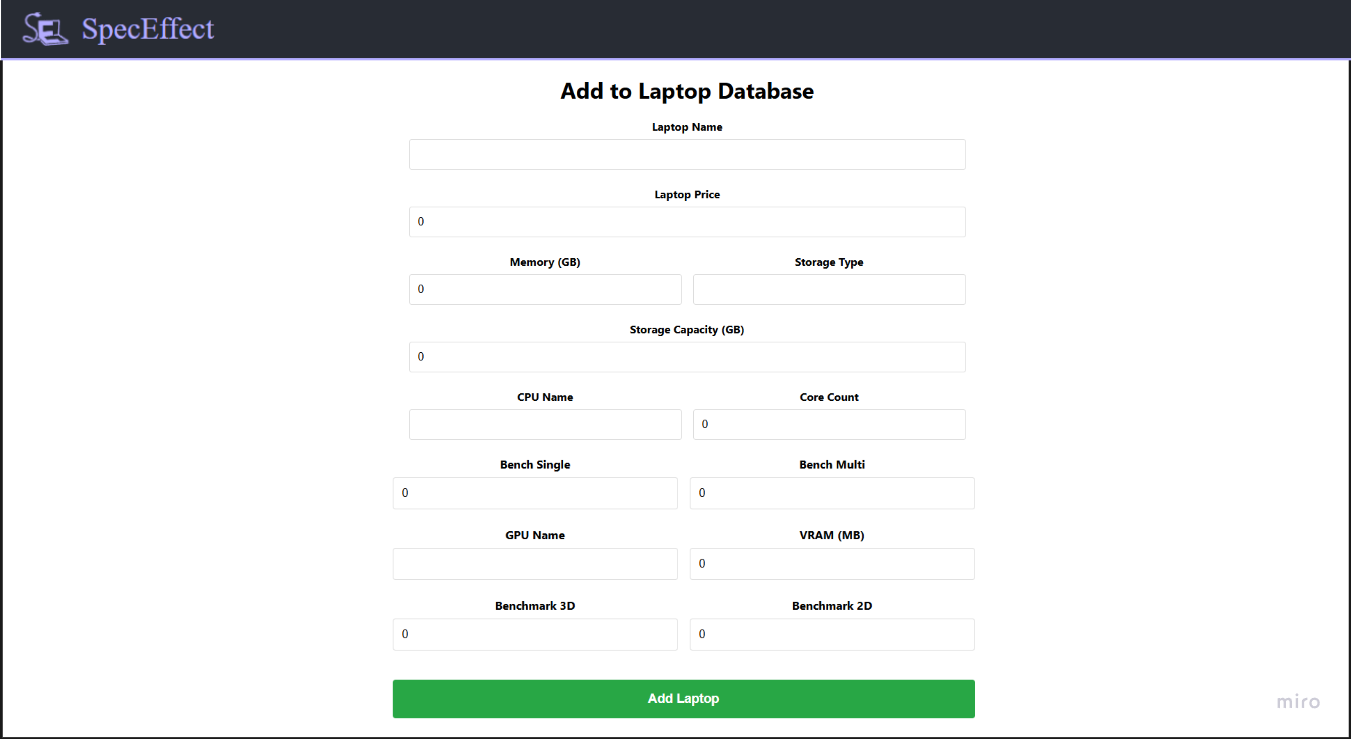 SEL SpecEffect
Add to Laptop Database
Laptop Name
Laptop Price
0
Memory (GB) Storage Type
0
Storage Capacity (GB)
0
CPU Name Core Count
0
Bench Single Bench Multi
0 0
GPU Name VRAM (MB)
0
Benchmark 3D Benchmark 2D
0 0
Add Laptop
miro